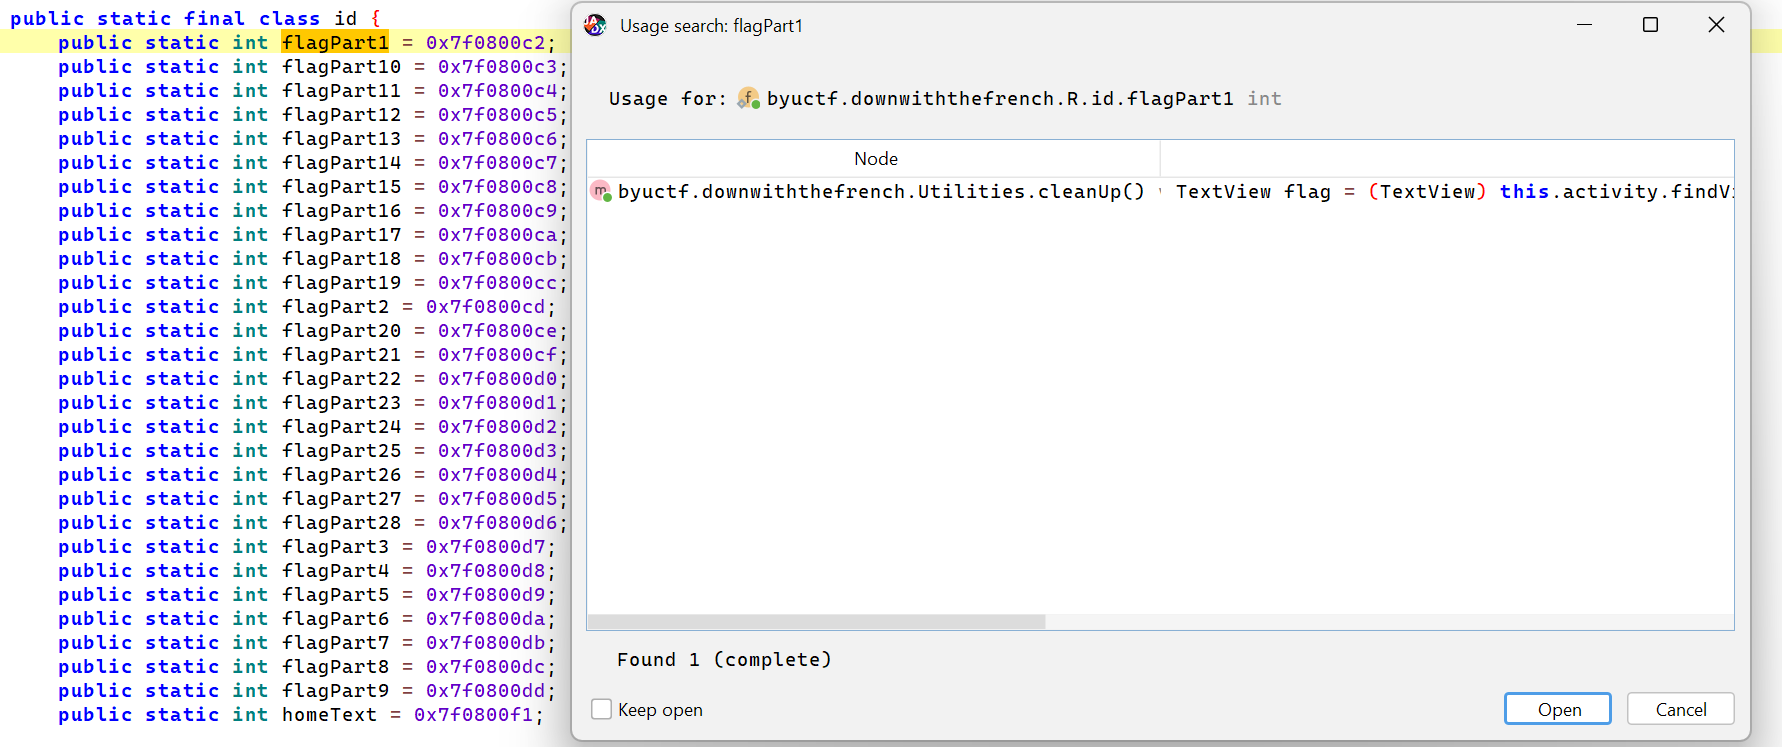 public static final class id {
public static int flagPart1 = 0x7f0800c2;
public static int flagPart10 = 0x7f0800c3;
public static int flagPart11 = 0x7f0800c4;
public static int flagPart12 = 0x7f0800c5;
public static int flagPart13 = 0x7f0800c6;
public static int flagPart14 = 0x7f0800c7;
public static int flagPart15 = 0x7f0800c8;
public static int flagPart16 = 0x7f0800c9;
public static int flagPart17 = 0x7f0800ca;
public static int flagPart18 = 0x7f0800cb;
public static int flagPart19 = 0x7f0800cc;
public static int flagPart2 = 0x7f0800cd;
public static int flagPart20 = 0x7f0800ce;
public static int flagPart21 = 0x7f0800cf;
public static int flagPart22 = 0x7f0800d0;
public static int flagPart23 = 0x7f0800d1;
public static int flagPart24 = 0x7f0800d2;
public static int flagPart25 = 0x7f0800d3;
public static int flagPart26 = 0x7f0800d4;
public static int flagPart27 = 0x7f0800d5;
public static int flagPart28 = 0x7f0800d6;
public static int flagPart3 = 0x7f0800d7;
public static int flagPart4 = 0x7f0800d8;
public static int flagPart5 = 0x7f0800d9;
public static int flagPart6 = 0x7f0800da;
public static int flagPart7 = 0x7f0800db;
public static int flagPart8 = 0x7f0800dc;
public static int flagPart9 = 0x7f0800dd;
public static int homeText = 0x7f0800f1;
Usage search: flagPart1
Usage for: f byuctf.downwiththefrench.R.id.flagPart1 int
Node
m byuctf.downwiththefrench.Utilities.cleanUp() TextView flag = (TextView) this.activity.findVi
Found 1 (complete)
Keep open
Open
Cancel